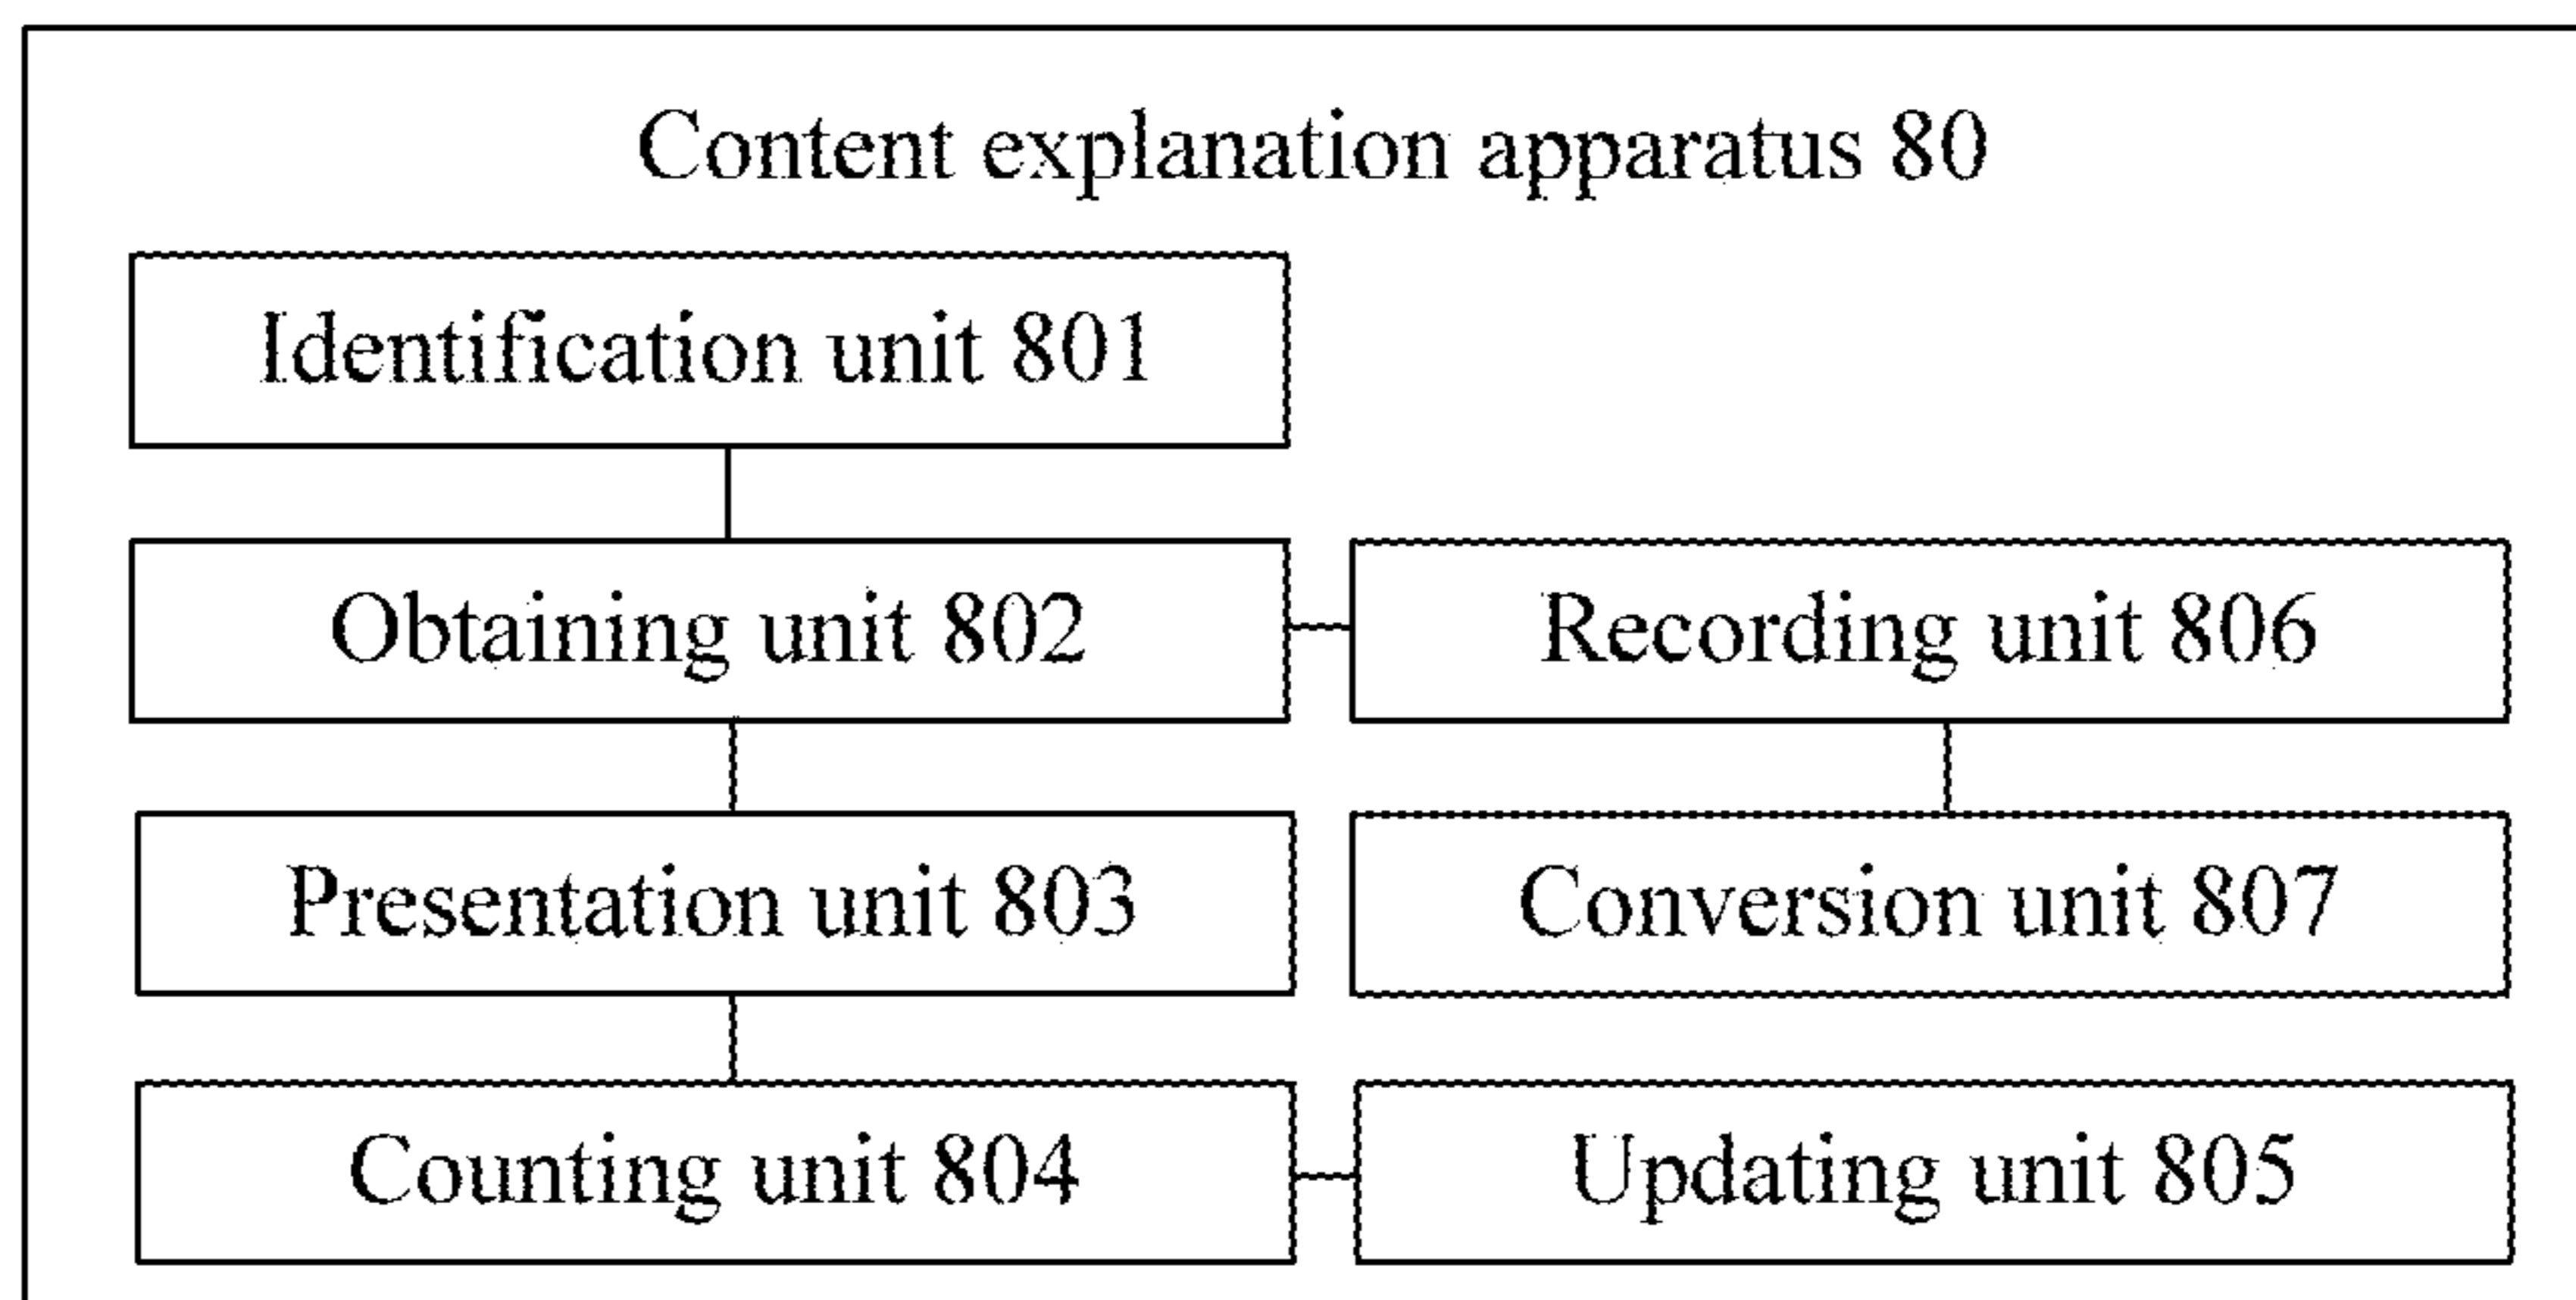 Content explanation apparatus 80
Identification unit 801
Obtaining unit 802
Recording unit 806
Presentation unit 803
Conversion unit 807
Counting unit 804
Updating unit 805